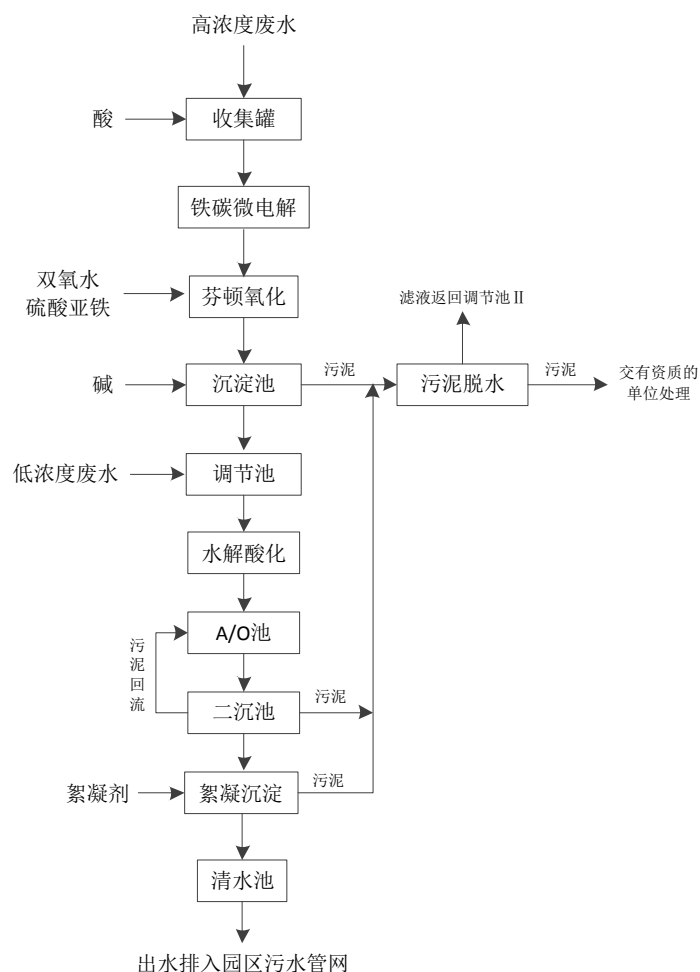 高浓度废水
酸
收集罐
铁碳微电解
双氧水
硫酸亚铁
芬顿氧化
滤液返回调节池Ⅱ
碱
沉淀池
污泥
污泥脱水
污泥
交有资质的
单位处理
低浓度废水
调节池
水解酸化
A/O池
污泥回流
二沉池
污泥
絮凝剂
絮凝沉淀
污泥
清水池
出水排入园区污水管网